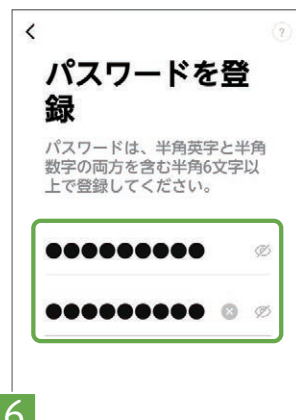 ?
パスワードを登
録
パスワードは、半角英字と半角
数字の両方を含む半角6文字以
上で登録してください。
●●●●●●●●●
●●●●●●●●●
6